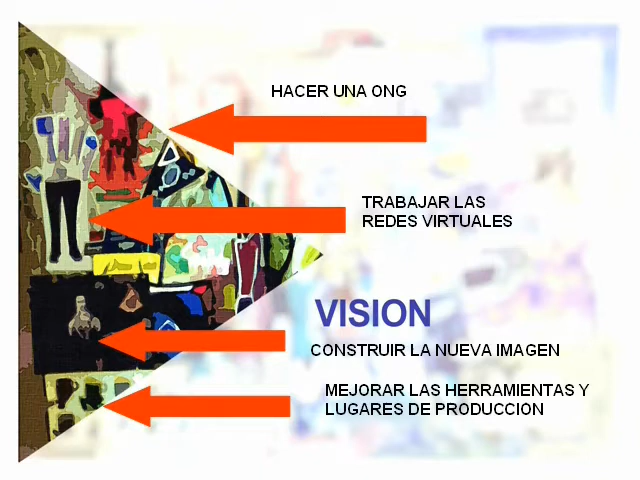 HACER UNA ONG
TRABAJAR LAS
REDES VIRTUALES
VISION
CONSTRUIR LA NUEVA IMAGEN
MEJORAR LAS HERRAMIENTAS Y
LUGARES DE PRODUCCION